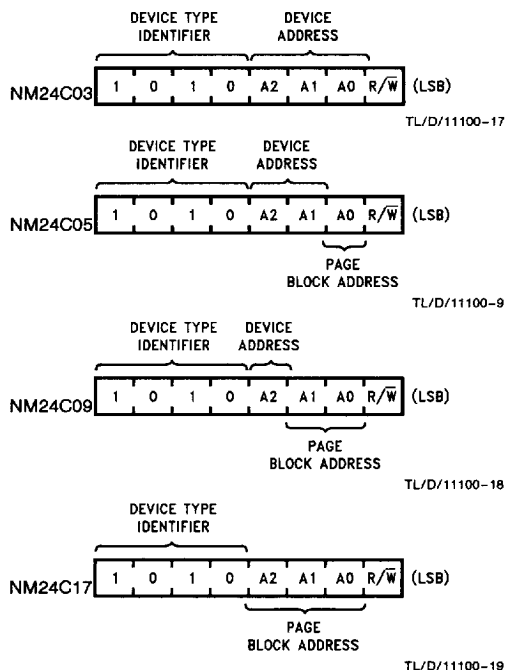 DEVICE TYPE IDENTIFIER DEVICE ADDRESS
NM24C03 1 0 1 0 A2 A1 A0 R/W̅ (LSB)
TL/D/11100-17
DEVICE TYPE IDENTIFIER DEVICE ADDRESS
NM24C05 1 0 1 0 A2 A1 A0 R/W̅ (LSB)
PAGE
BLOCK ADDRESS
TL/D/11100-9
DEVICE TYPE IDENTIFIER DEVICE ADDRESS
NM24C09 1 0 1 0 A2 A1 A0 R/W̅ (LSB)
PAGE
BLOCK ADDRESS
TL/D/11100-18
DEVICE TYPE
IDENTIFIER
NM24C17 1 0 1 0 A2 A1 A0 R/W̅ (LSB)
PAGE
BLOCK ADDRESS
TL/D/11100-19